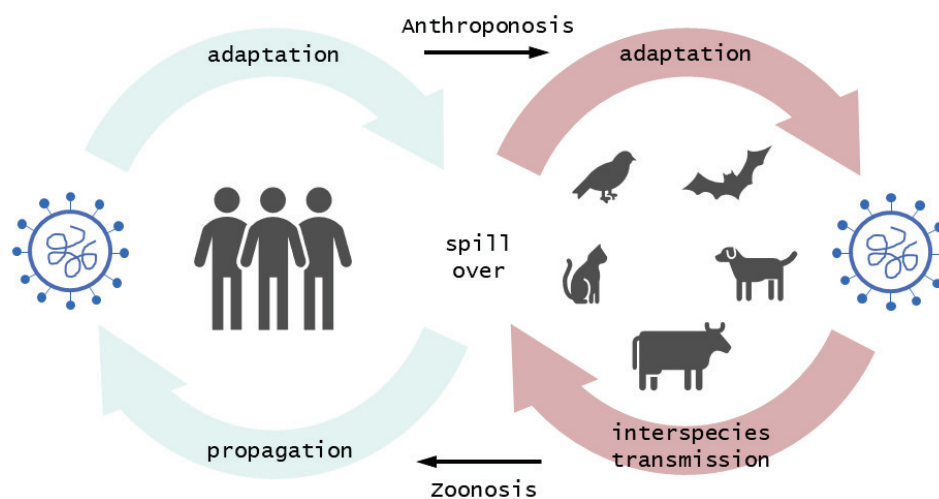 Anthroponosis
adaptation
adaptation
spill
over
propagation
interspecies
transmission
Zoonosis